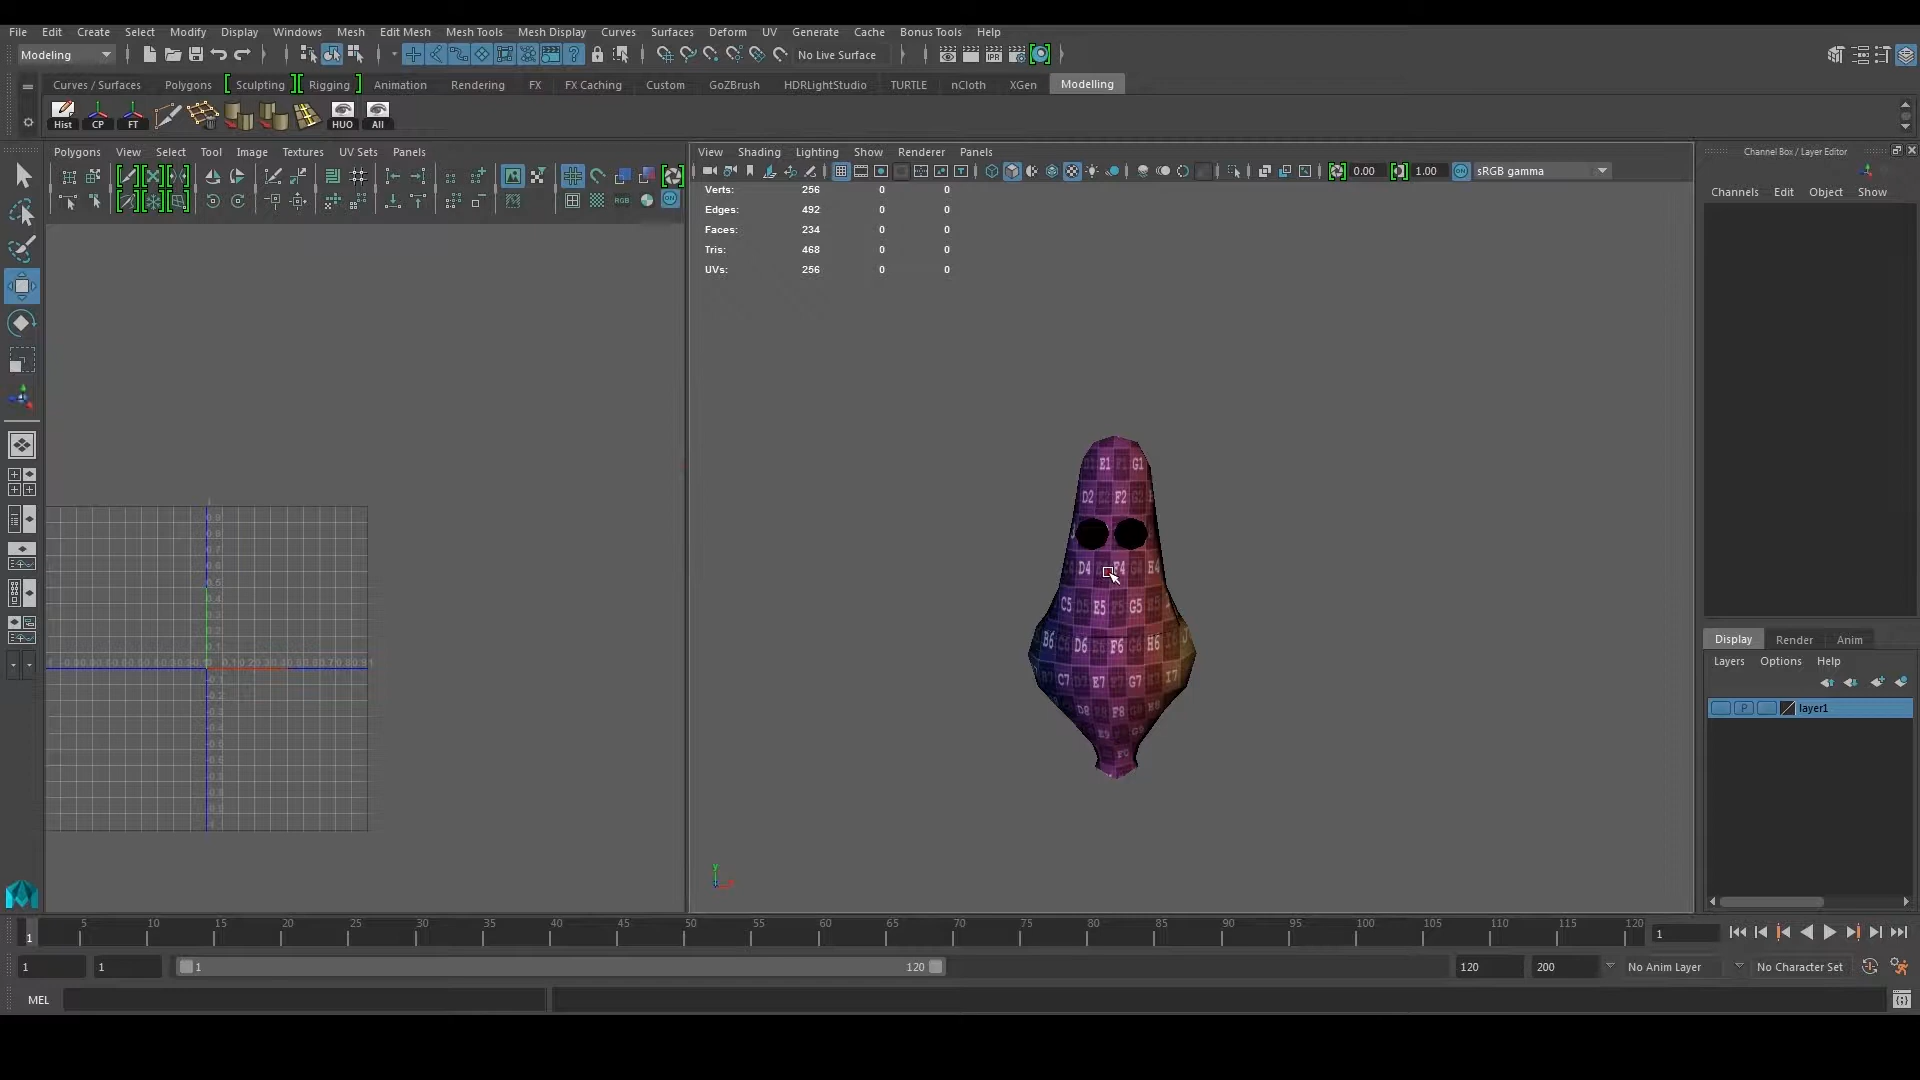 File Edit Create Select Modify Display Windows Mesh Edit Mesh Mesh Tools Mesh Display Curves Surfaces Deform UV Generate Cache Bonus Tools Help
Modeling No Live Surface
Curves / Surfaces Polygons Sculpting Rigging Animation Rendering FX FX Caching Custom GoZBrush HDRLightStudio TURTLE nCloth XGen Modelling
Hist CP FT HUO All
Polygons View Select Tool Image Textures UV Sets Panels
View Shading Lighting Show Renderer Panels
Channel Box / Layer Editor
0.00 1.00 sRGB gamma
RGB ON
Channels Edit Object Show
Verts: 256 0 0
Edges: 492 0 0
Faces: 234 0 0
Tris: 468 0 0
UVs: 256 0 0
E1 G1
D2 F2
D4 F4 H4
C5 D5 E5 G5
B6 D6 F6 H6
C7 E7 G7 I7
D8 F8
Display Render Anim
Layers Options Help
P layer1
5 10 15 20 25 30 35 40 45 50 55 60 65 70 75 80 85 90 95 100 105 110 115 120
1 1
1 1 1 120 120 200 No Anim Layer No Character Set
MEL